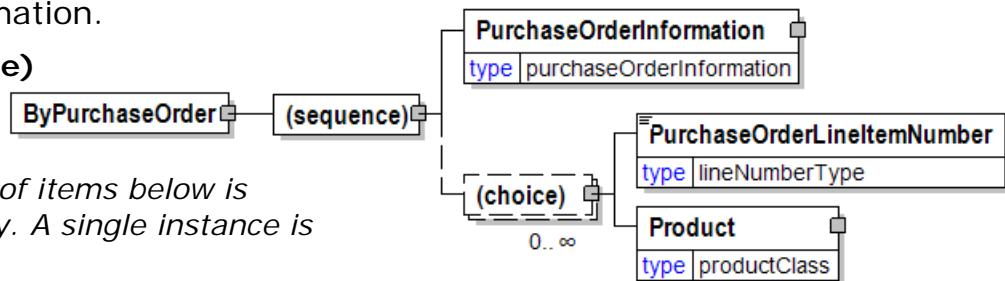 nation.
PurchaseOrderInformation
type purchaseOrderInformation
e)
ByPurchaseOrder
(sequence)
PurchaseOrderLineItemNumber
type lineNumberType
of items below is
(choice)
y. A single instance is
0.. ∞
Product
type productClass